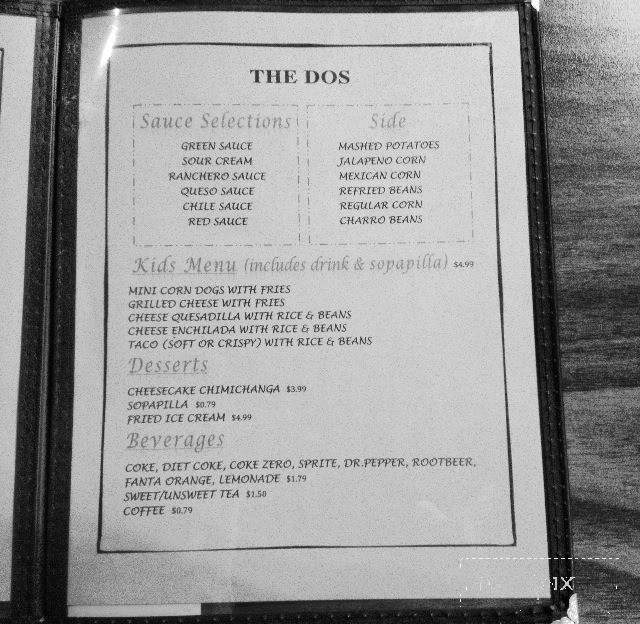 THE DOS
Sauce Selections
GREEN SAUCE
SOUR CREAM
RANCHERO SAUCE
QUESO SAUCE
CHILE SAUCE
RED SAUCE
Side
MASHED POTATOES
JALAPENO CORN
MEXICAN CORN
REFRIED BEANS
REGULAR CORN
CHARRO BEANS
Kids Menu (includes drink & sopapilla) $4.99
MINI CORN DOGS WITH FRIES
GRILLED CHEESE WITH FRIES
CHEESE QUESADILLA WITH RICE & BEANS
CHEESE ENCHILADA WITH RICE & BEANS
TACO (SOFT OR CRISPY) WITH RICE & BEANS
Desserts
CHEESECAKE CHIMICHANGA $3.99
SOPAPILLA $0.79
FRIED ICE CREAM $4.99
Beverages
COKE, DIET COKE, COKE ZERO, SPRITE, DR.PEPPER, ROOTBEER,
FANTA ORANGE, LEMONADE $1.79
SWEET/UNSWEET TEA $1.50
COFFEE $0.79